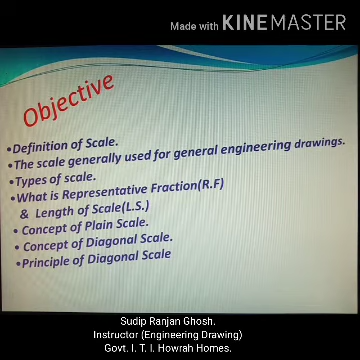 Made with KINEMASTER
Objective
•Definition of Scale.
•The scale generally used for general engineering drawings.
•Types of scale.
•What is Representative Fraction(R.F)
& Length of Scale(L.S.)
• Concept of Plain Scale.
• Concept of Diagonal Scale.
•Principle of Diagonal Scale
Sudip Ranjan Ghosh.
Instructor (Engineering Drawing)
Govt. I. T. I. Howrah Homes.